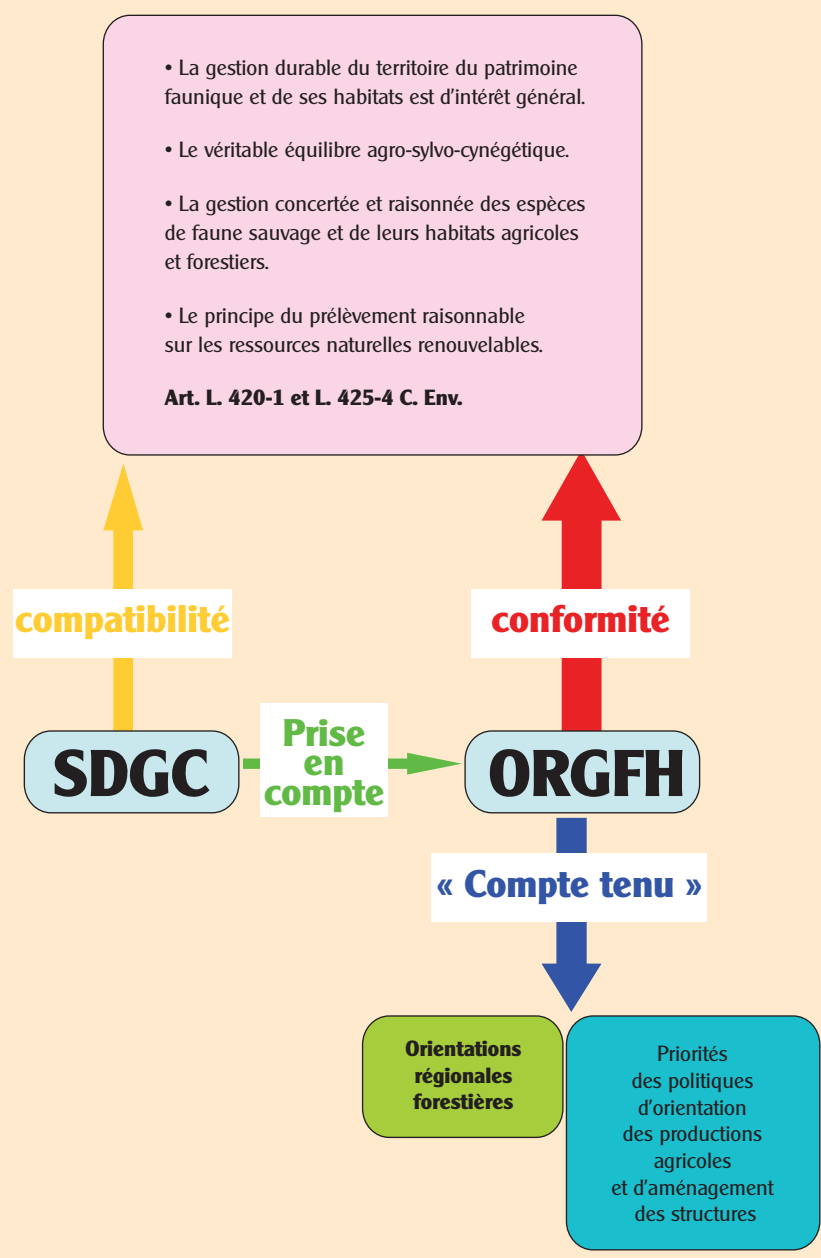 • La gestion durable du territoire du patrimoine
faunique et de ses habitats est d'intérêt général.
• Le véritable équilibre agro-sylvo-cynégétique.
• La gestion concertée et raisonnée des espèces
de faune sauvage et de leurs habitats agricoles
et forestiers.
• Le principe du prélèvement raisonnable
sur les ressources naturelles renouvelables.
Art. L. 420-1 et L. 425-4 C. Env.
compatibilité
conformité
SDGC
Prise
en
compte
ORGFH
« Compte tenu »
Orientations
régionales
forestières
Priorités
des politiques
d'orientation
des productions
agricoles
et d'aménagement
des structures